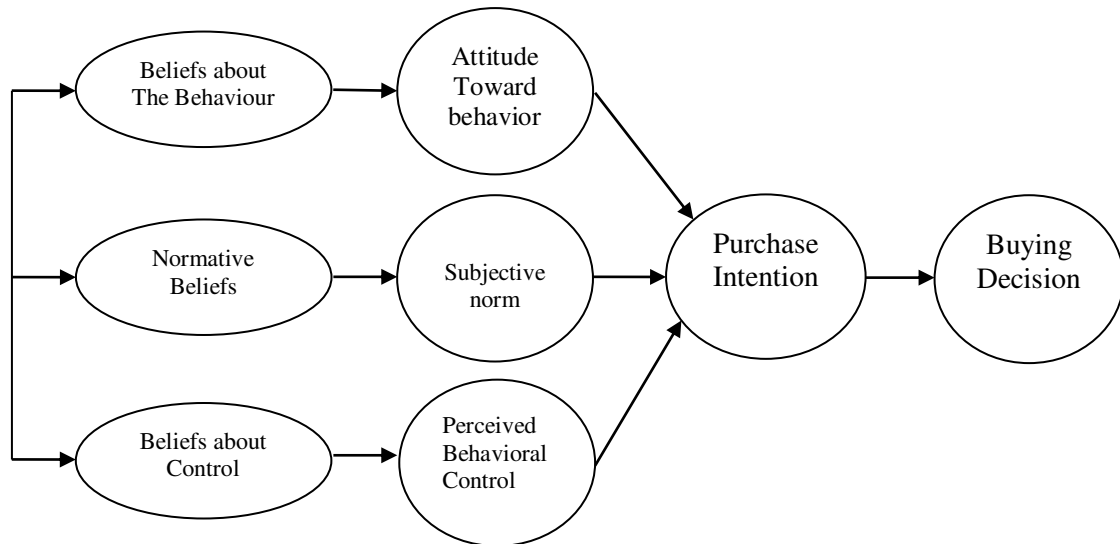 Beliefs about
The Behaviour
Attitude
Toward
behavior
Normative
Beliefs
Subjective
norm
Purchase
Intention
Buying
Decision
Beliefs about
Control
Perceived
Behavioral
Control